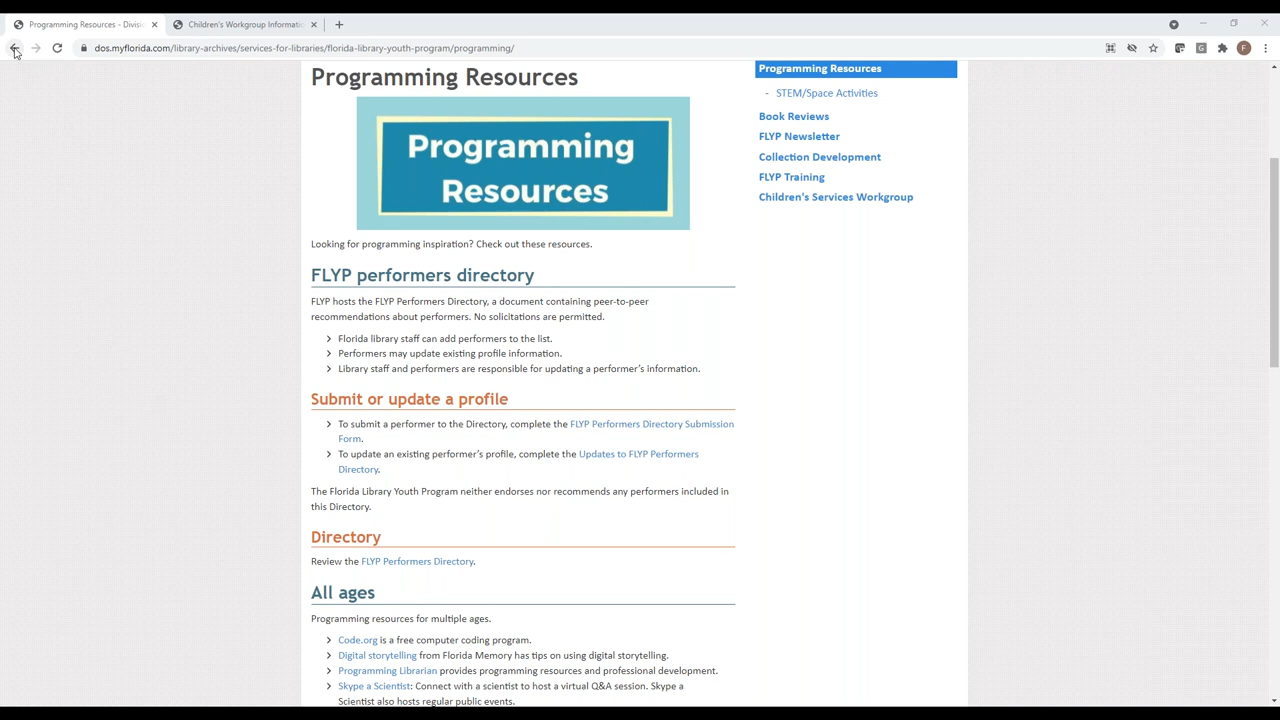 Programming Resources - Divisi
Children's Workgroup Informatio
dos.myflorida.com/library-archives/services-for-libraries/florida-library-youth-program/programming/
G
F
Programming Resources
Programming
Resources
Looking for programming inspiration? Check out these resources.
FLYP performers directory
FLYP hosts the FLYP Performers Directory, a document containing peer-to-peer
recommendations about performers. No solicitations are permitted.
Florida library staff can add performers to the list.
Performers may update existing profile information.
Library staff and performers are responsible for updating a performer's information.
Submit or update a profile
To submit a performer to the Directory, complete the FLYP Performers Directory Submission
Form.
To update an existing performer's profile, complete the Updates to FLYP Performers
Directory.
The Florida Library Youth Program neither endorses nor recommends any performers included in
this Directory.
Directory
Review the FLYP Performers Directory.
All ages
Programming resources for multiple ages.
Code.org is a free computer coding program.
Digital storytelling from Florida Memory has tips on using digital storytelling.
Programming Librarian provides programming resources and professional development.
Skype a Scientist: Connect with a scientist to host a virtual Q&A session. Skype a
Scientist also hosts regular public events.
Programming Resources
- STEM/Space Activities
Book Reviews
FLYP Newsletter
Collection Development
FLYP Training
Children's Services Workgroup